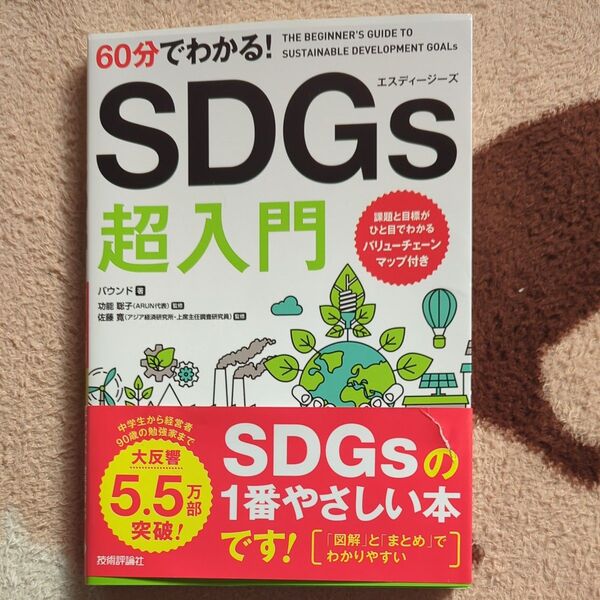 60分でわかる!
THE BEGINNER'S GUIDE TO
SUSTAINABLE DEVELOPMENT GOALs
エスディージーズ
SDGs
超入門
課題と目標が
ひと目でわかる
バリューチェーン
マップ付き
バウンド 著
功能 聡子(ARUN代表) 監修
佐藤 寛(アジア経済研究所・上席主任調査研究員) 監修
中学生から経営者
90歳の勉強家まで
大反響
5.5万部
突破!
SDGsの
1番やさしい本
です!
「図解」と「まとめ」で
わかりやすい
技術評論社